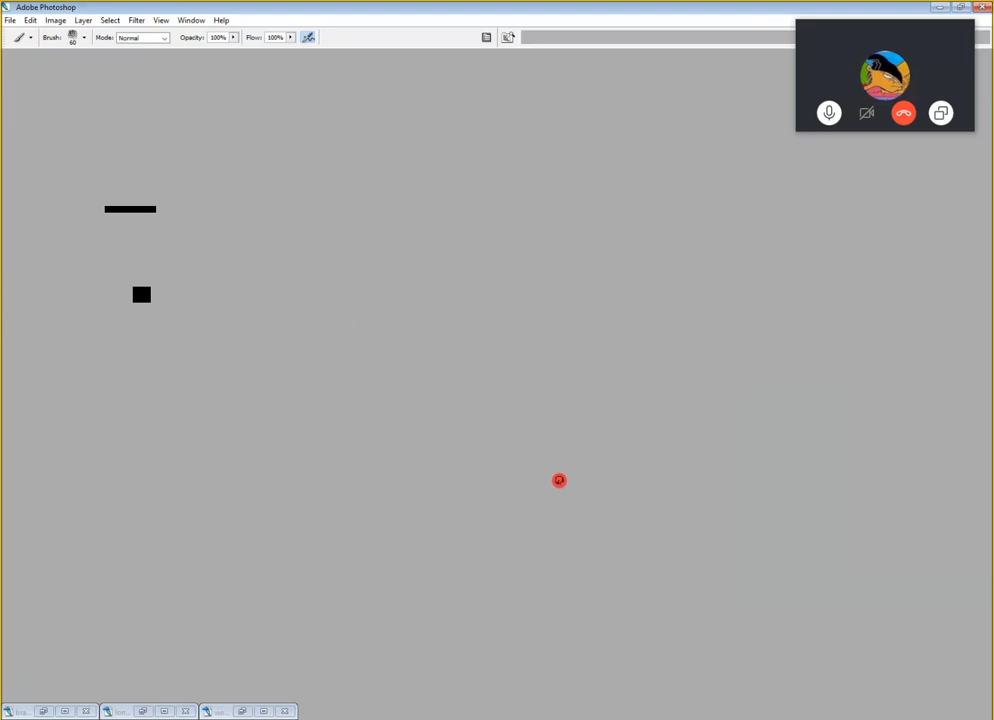 Adobe Photoshop
File Edit Image Layer Select Filter View Window Help
Brush: 60 Mode: Normal Opacity: 100% Flow: 100%